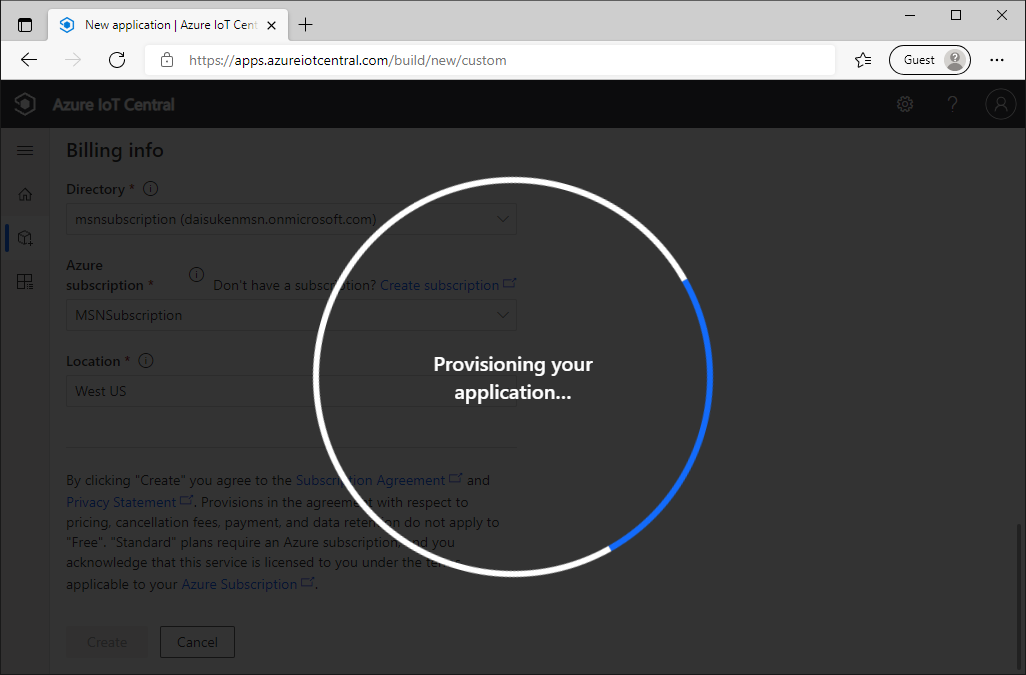 New application | Azure IoT Cent
https://apps.azureiotcentral.com/build/new/custom
Guest
Azure IoT Central
Billing info
Directory *
msnsubscription (daisukenmsn.onmicrosoft.com)
Azure
subscription *
Don't have a subscription? Create subscription
MSNSubscription
Location *
West US
Provisioning your
application...
By clicking "Create" you agree to the Subscription Agreement and
Privacy Statement. Provisions in the agreement with respect to
pricing, cancellation fees, payment, and data retention do not apply to
"Free". "Standard" plans require an Azure subscription and you
acknowledge that this service is licensed to you under the terms
applicable to your Azure Subscription.
Create
Cancel